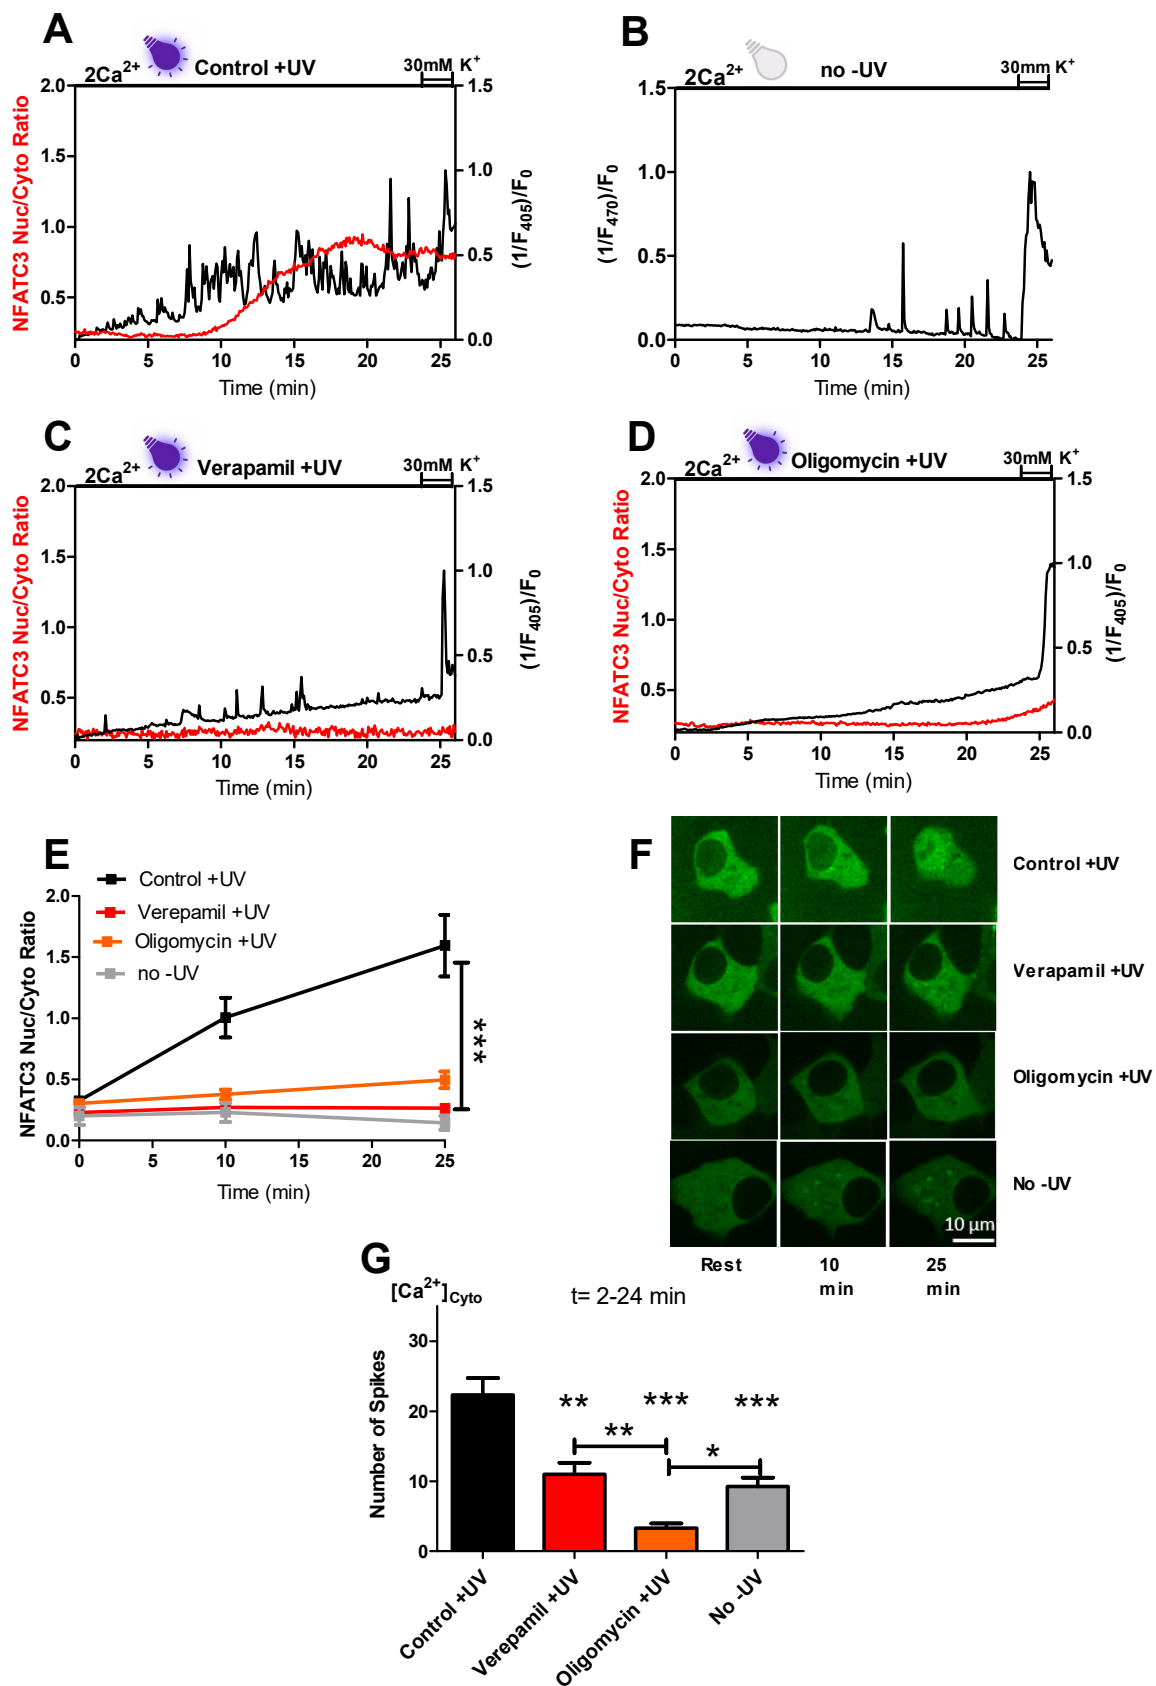 A
Control +UV
2Ca2+
30mM K+
2.0
1.5
1.0
0.5
NFATC3 Nuc/Cyto Ratio
1.5
1.0
0.5
0.0
(1/F405)/F0
0 5 10 15 20 25
Time (min)
B
no -UV
2Ca2+
30mm K+
1.5
1.0
0.5
0.0
(1/F470)/F0
0 5 10 15 20 25
Time (min)
C
Verapamil +UV
2Ca2+
30mM K+
2.0
1.5
1.0
0.5
NFATC3 Nuc/Cyto Ratio
1.5
1.0
0.5
0.0
(1/F405)/F0
0 5 10 15 20 25
Time (min)
D
Oligomycin +UV
2Ca2+
30mM K+
2.0
1.5
1.0
0.5
NFATC3 Nuc/Cyto Ratio
1.5
1.0
0.5
0.0
(1/F405)/F0
0 5 10 15 20 25
Time (min)
E
Control +UV
Verepamil +UV
Oligomycin +UV
no -UV
2.0
1.5
1.0
0.5
0.0
NFATC3 Nuc/Cyto Ratio
***
0 5 10 15 20 25
Time (min)
F
Control +UV
Verapamil +UV
Oligomycin +UV
No -UV
10 µm
Rest 10 min 25 min
G
[Ca2+]Cyto
t= 2-24 min
30
20
10
0
Number of Spikes
** *** ***
**
*
Control +UV
Verepamil +UV
Oligomycin +UV
No -UV